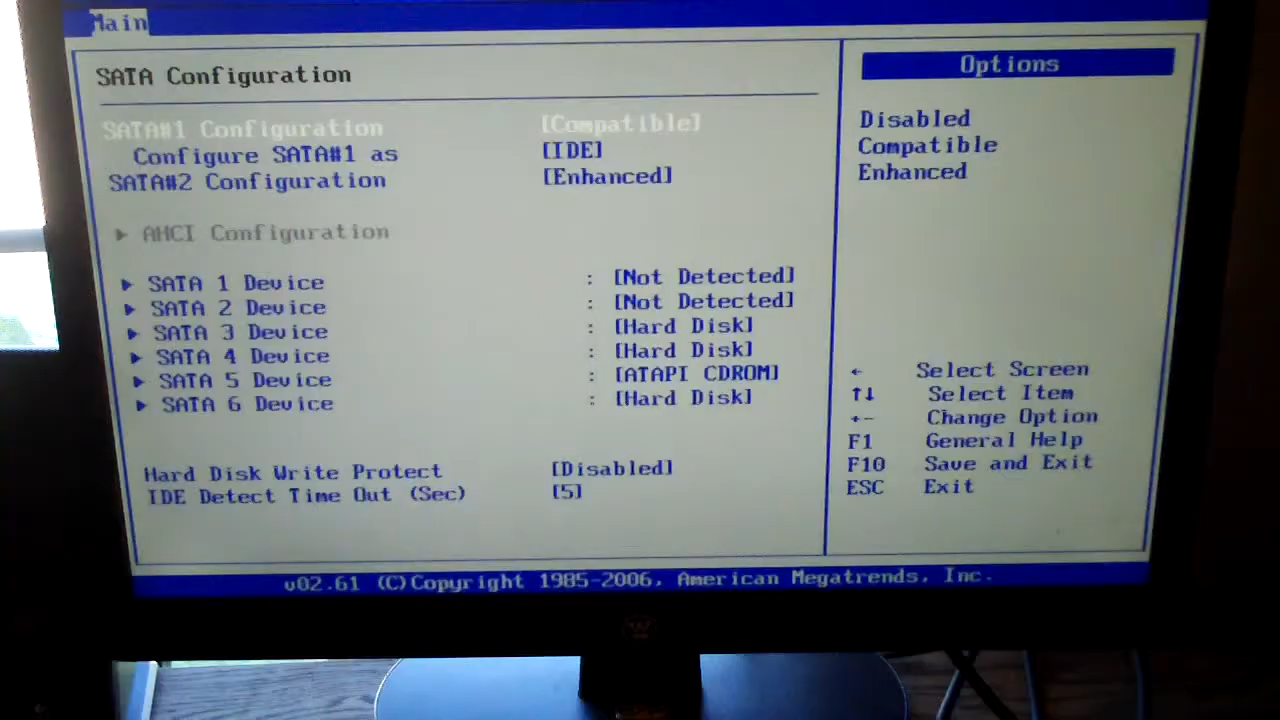 Main
SATA Configuration
SATA#1 Configuration [Compatible]
Configure SATA#1 as [IDE]
SATA#2 Configuration [Enhanced]
AHCI Configuration
SATA 1 Device : [Not Detected]
SATA 2 Device : [Not Detected]
SATA 3 Device : [Hard Disk]
SATA 4 Device : [Hard Disk]
SATA 5 Device : [ATAPI CDROM]
SATA 6 Device : [Hard Disk]
Hard Disk Write Protect [Disabled]
IDE Detect Time Out (Sec) [5]
Options
Disabled
Compatible
Enhanced
← Select Screen
↑↓ Select Item
+- Change Option
F1 General Help
F10 Save and Exit
ESC Exit
v02.61 (C)Copyright 1985-2006, American Megatrends, Inc.